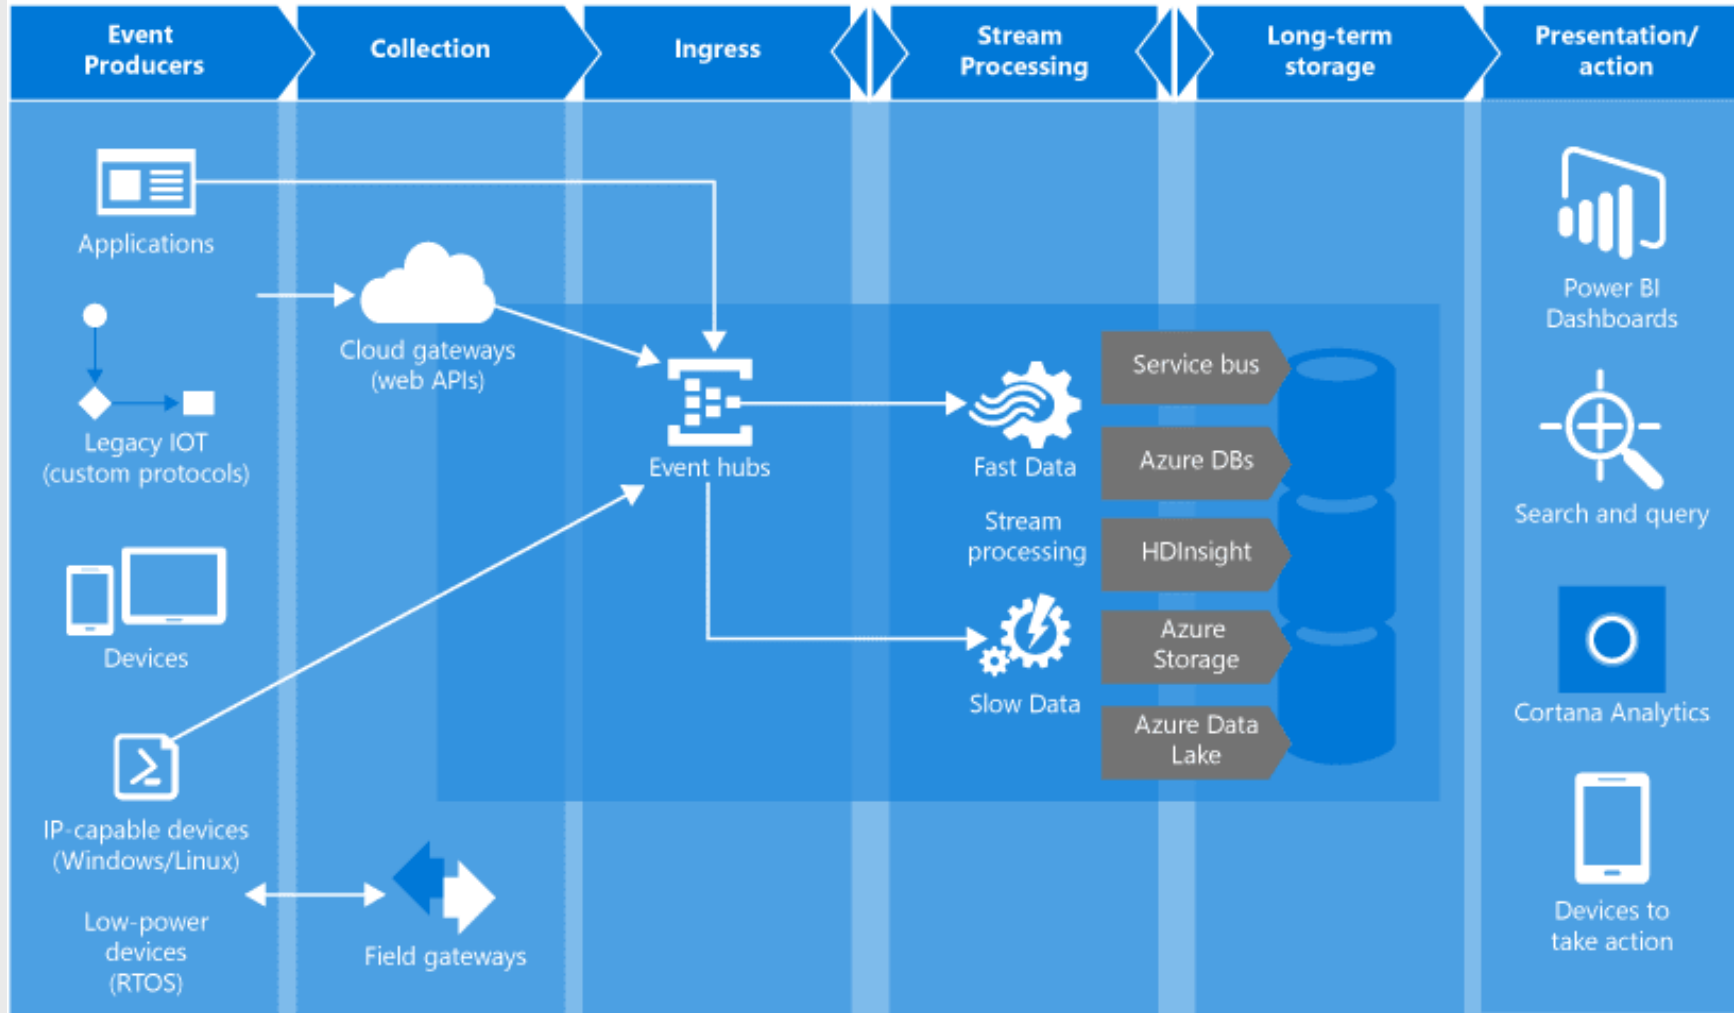 Event
Producers
Collection
Ingress
Stream
Processing
Long-term
storage
Presentation/
action
Applications
Legacy IOT
(custom protocols)
Devices
IP-capable devices
(Windows/Linux)
Low-power
devices
(RTOS)
Cloud gateways
(web APIs)
Field gateways
Event hubs
Fast Data
Stream
processing
Slow Data
Service bus
Azure DBs
HDInsight
Azure
Storage
Azure Data
Lake
Power BI
Dashboards
Search and query
Cortana Analytics
Devices to
take action